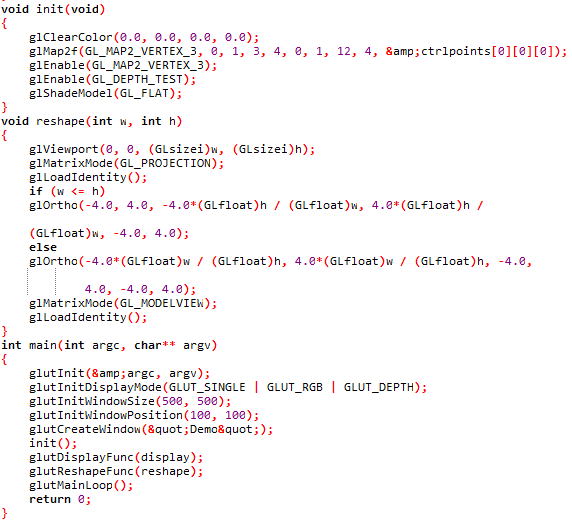 void init(void)
{
    glClearColor(0.0, 0.0, 0.0, 0.0);
    glMap2f(GL_MAP2_VERTEX_3, 0, 1, 3, 4, 0, 1, 12, 4, &amp;ctrlpoints[0][0][0]);
    glEnable(GL_MAP2_VERTEX_3);
    glEnable(GL_DEPTH_TEST);
    glShadeModel(GL_FLAT);
}
void reshape(int w, int h)
{
    glViewport(0, 0, (GLsizei)w, (GLsizei)h);
    glMatrixMode(GL_PROJECTION);
    glLoadIdentity();
    if (w <= h)
    glOrtho(-4.0, 4.0, -4.0*(GLfloat)h / (GLfloat)w, 4.0*(GLfloat)h /
    (GLfloat)w, -4.0, 4.0);
    else
    glOrtho(-4.0*(GLfloat)w / (GLfloat)h, 4.0*(GLfloat)w / (GLfloat)h, -4.0,
            4.0, -4.0, 4.0);
    glMatrixMode(GL_MODELVIEW);
    glLoadIdentity();
}
int main(int argc, char** argv)
{
    glutInit(&amp;argc, argv);
    glutInitDisplayMode(GLUT_SINGLE | GLUT_RGB | GLUT_DEPTH);
    glutInitWindowSize(500, 500);
    glutInitWindowPosition(100, 100);
    glutCreateWindow(&quot;Demo&quot;);
    init();
    glutDisplayFunc(display);
    glutReshapeFunc(reshape);
    glutMainLoop();
    return 0;
}